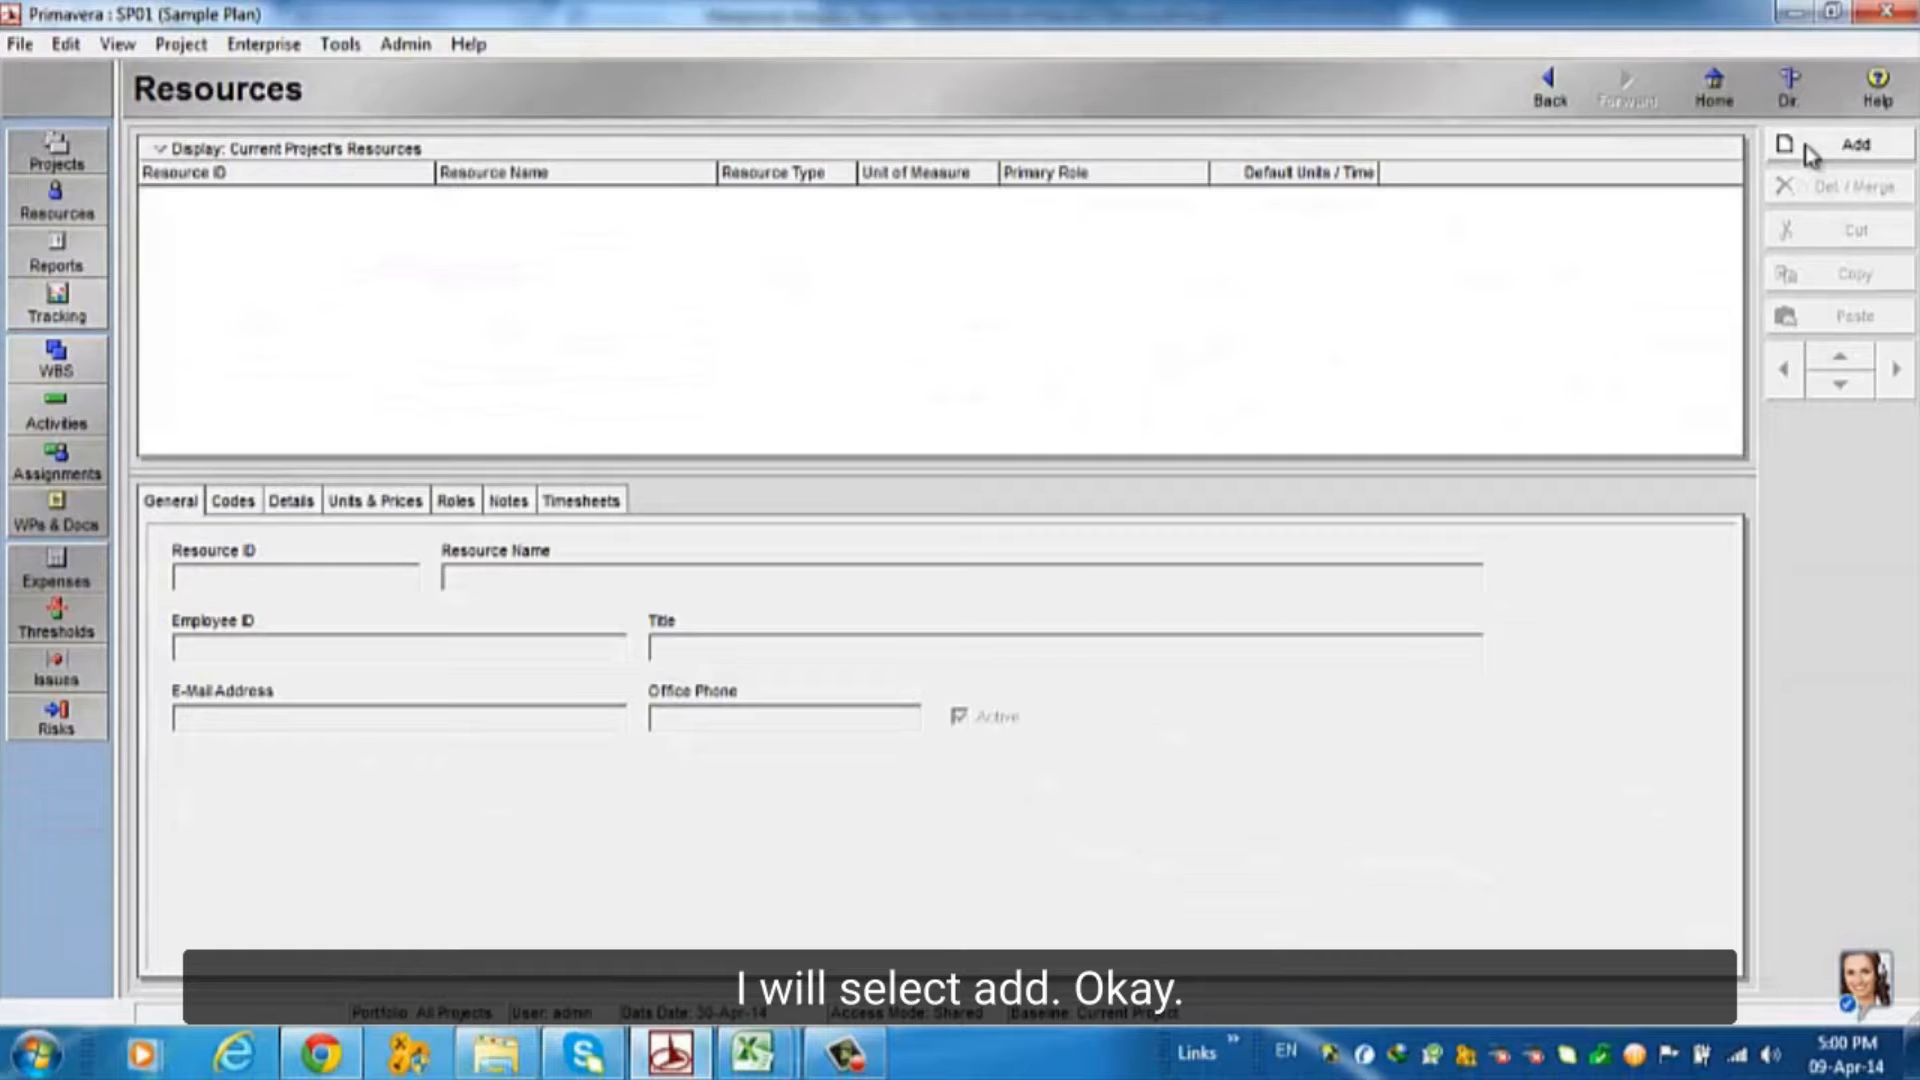 Primavera : SP01 (Sample Plan)
File Edit View Project Enterprise Tools Admin Help
Resources
Back Forward Home Dir. Help
Projects
Resources
Reports
Tracking
WBS
Activities
Assignments
WPs & Docs
Expenses
Thresholds
Issues
Risks
Display: Current Project's Resources
Resource ID Resource Name Resource Type Unit of Measure Primary Role Default Units / Time
Add
Del. / Merge
Cut
Copy
Paste
General Codes Details Units & Prices Roles Notes Timesheets
Resource ID Resource Name
Employee ID Title
E-Mail Address Office Phone
Active
I will select add. Okay.
Portfolio: All Projects User: admin Data Date: 30-Apr-14 Access Mode: Shared Baseline: Current Project
Links EN 5:00 PM
09-Apr-14